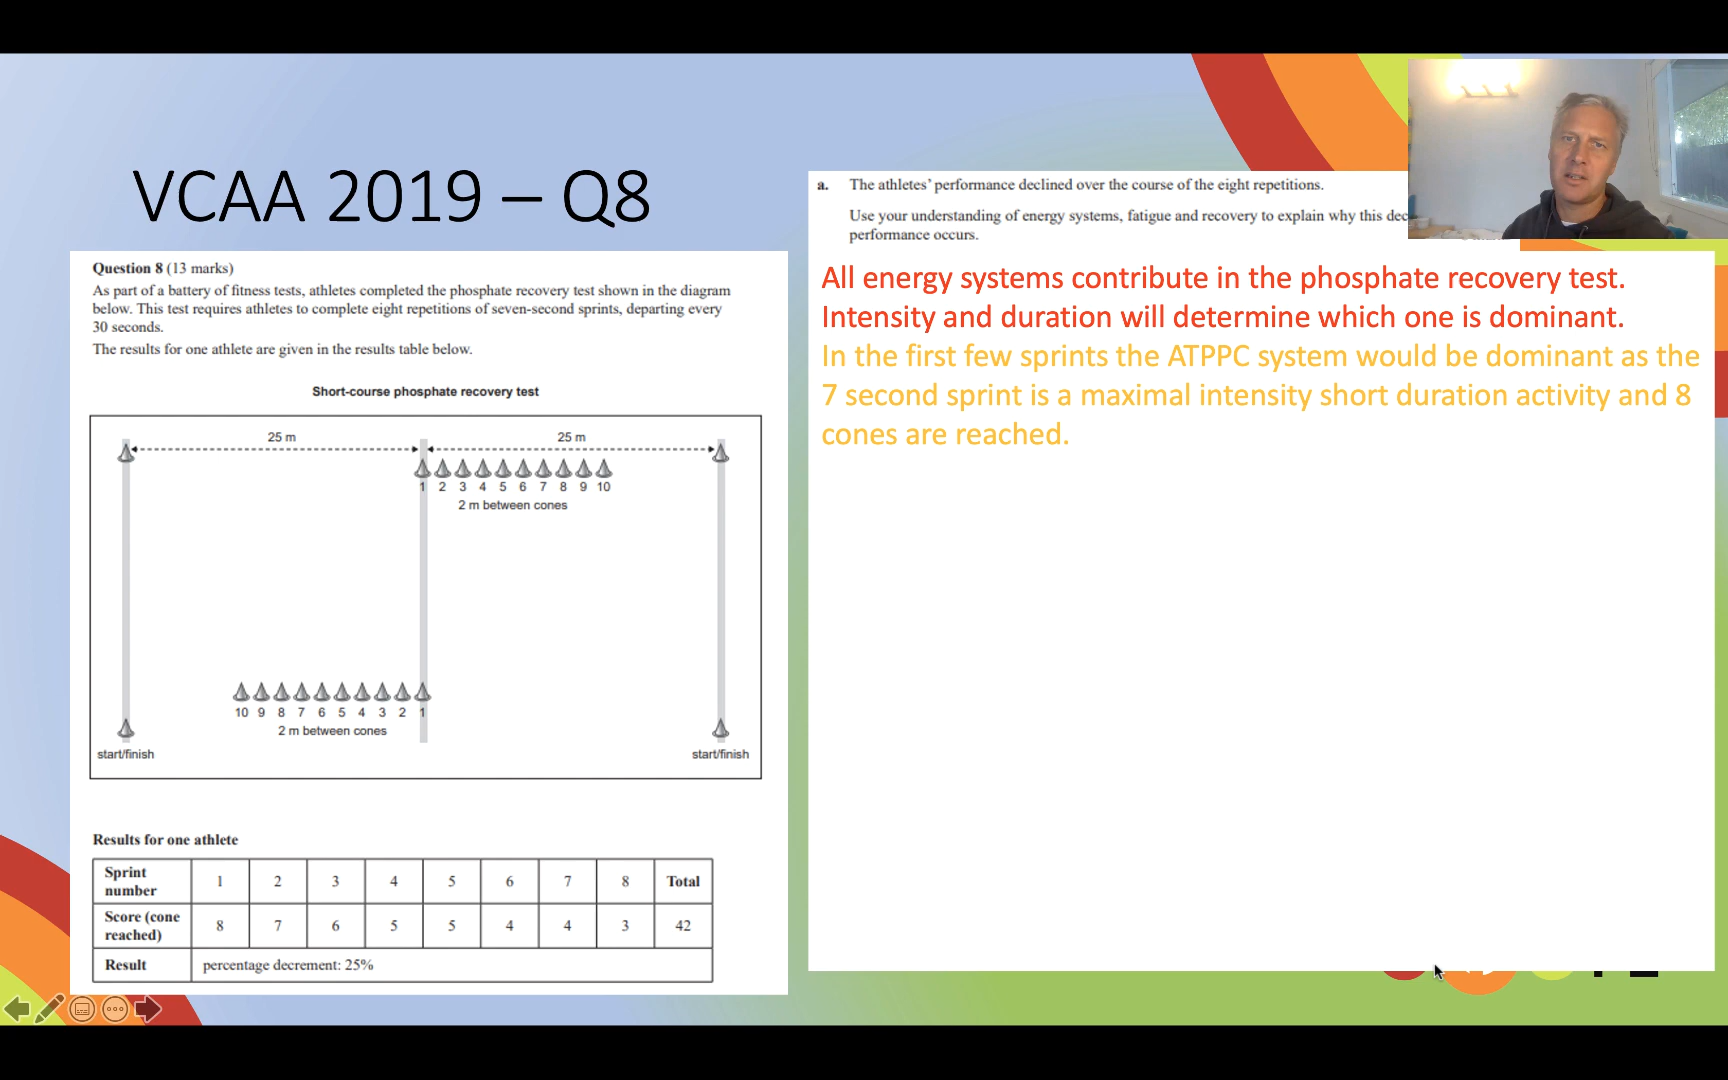 VCAA 2019 – Q8
Question 8 (13 marks)
As part of a battery of fitness tests, athletes completed the phosphate recovery test shown in the diagram
below. This test requires athletes to complete eight repetitions of seven-second sprints, departing every
30 seconds.
The results for one athlete are given in the results table below.
Short-course phosphate recovery test
25 m 25 m
1 2 3 4 5 6 7 8 9 10
2 m between cones
10 9 8 7 6 5 4 3 2 1
2 m between cones
start/finish start/finish
Results for one athlete
Sprint number 1 2 3 4 5 6 7 8 Total
Score (cone reached) 8 7 6 5 5 4 4 3 42
Result percentage decrement: 25%
a. The athletes' performance declined over the course of the eight repetitions.
Use your understanding of energy systems, fatigue and recovery to explain why this
performance occurs.
All energy systems contribute in the phosphate recovery test.
Intensity and duration will determine which one is dominant.
In the first few sprints the ATPPC system would be dominant as the
7 second sprint is a maximal intensity short duration activity and 8
cones are reached.